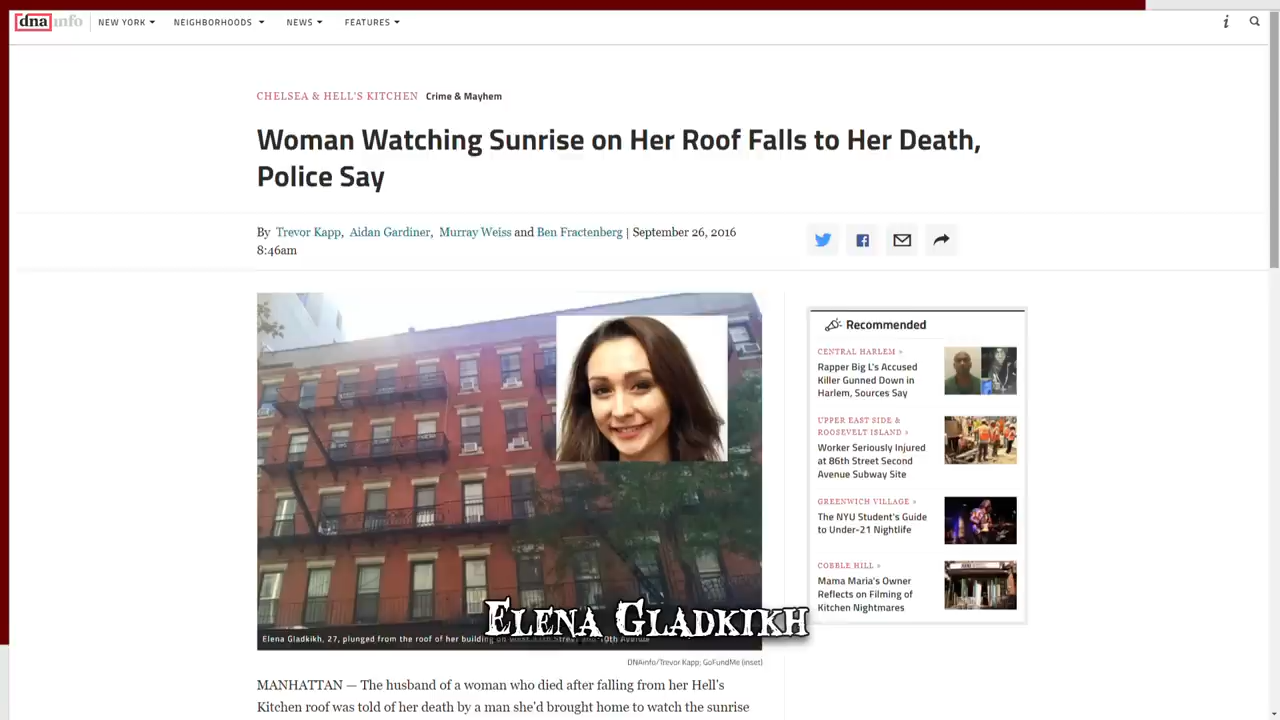 dna info
NEW YORK
NEIGHBORHOODS
NEWS
FEATURES
i
CHELSEA & HELL'S KITCHEN Crime & Mayhem
Woman Watching Sunrise on Her Roof Falls to Her Death,
Police Say
By Trevor Kapp, Aidan Gardiner, Murray Weiss and Ben Fractenberg | September 26, 2016
8:46am
Elena Gladkikh, 27, plunged from the roof of her building
and 10th Avenue
Elena Gladkikh
DNAinfo/Trevor Kapp; GoFundMe (inset)
MANHATTAN — The husband of a woman who died after falling from her Hell's
Kitchen roof was told of her death by a man she'd brought home to watch the sunrise
Recommended
CENTRAL HARLEM »
Rapper Big L's Accused
Killer Gunned Down in
Harlem, Sources Say
UPPER EAST SIDE &
ROOSEVELT ISLAND »
Worker Seriously Injured
at 86th Street Second
Avenue Subway Site
GREENWICH VILLAGE »
The NYU Student's Guide
to Under-21 Nightlife
COBBLE HILL »
Mama Maria's Owner
Reflects on Filming of
Kitchen Nightmares